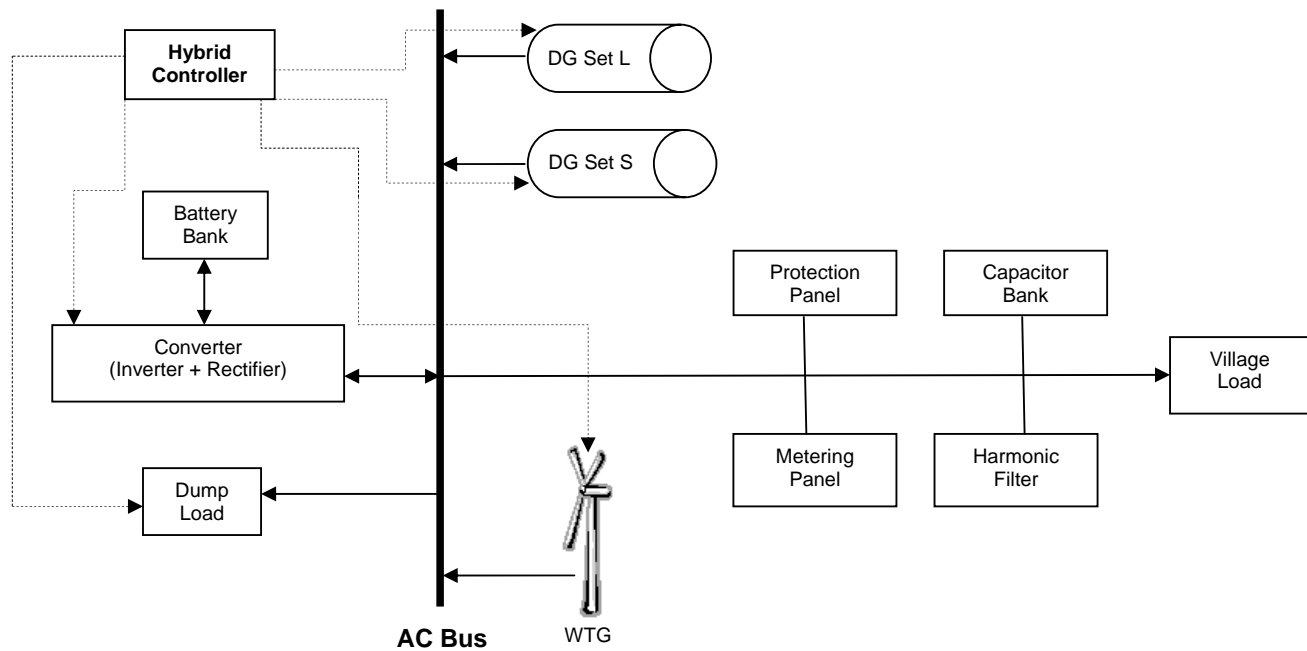 Hybrid
Controller
DG Set L
DG Set S
Battery
Bank
Protection
Panel
Capacitor
Bank
Converter
(Inverter + Rectifier)
Village
Load
Metering
Panel
Harmonic
Filter
Dump
Load
AC Bus
WTG